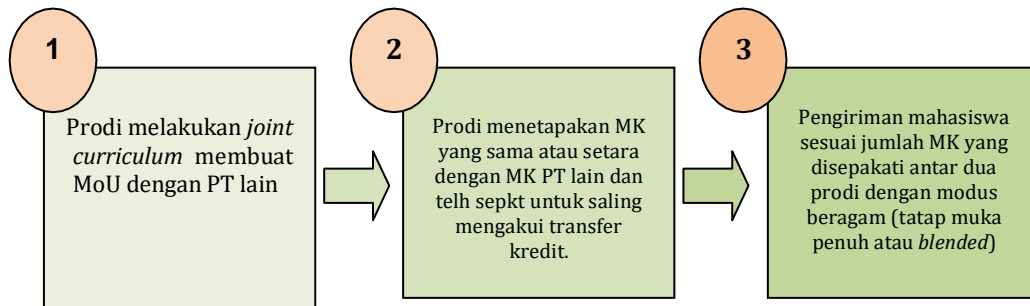 1
Prodi melakukan joint
curriculum membuat
MoU dengan PT lain
2
Prodi menetapakan MK
yang sama atau setara
dengan MK PT lain dan
telh sepkt untuk saling
mengakui transfer
kredit.
3
Pengiriman mahasiswa
sesuai jumlah MK yang
disepakati antar dua
prodi dengan modus
beragam (tatap muka
penuh atau blended)